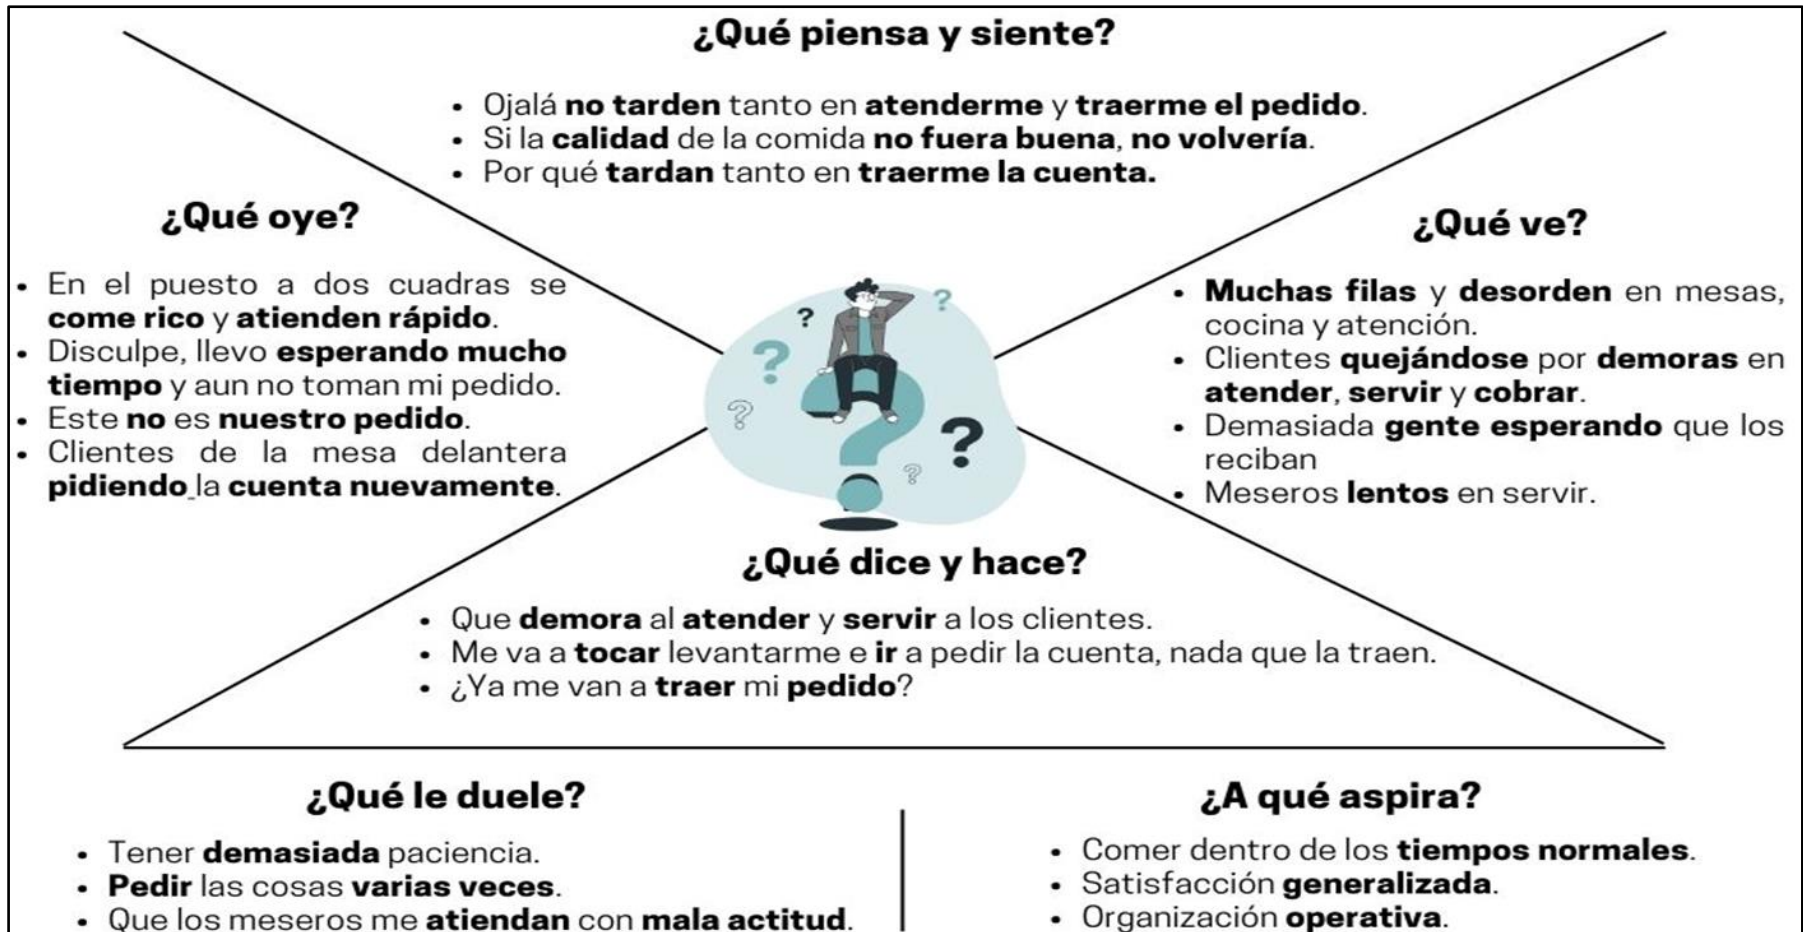 ¿Qué piensa y siente?
• Ojalá no tarden tanto en atenderme y traerme el pedido.
• Si la calidad de la comida no fuera buena, no volvería.
• Por qué tardan tanto en traerme la cuenta.
¿Qué oye?
• En el puesto a dos cuadras se
come rico y atienden rápido.
• Disculpe, llevo esperando mucho
tiempo y aun no toman mi pedido.
• Este no es nuestro pedido.
• Clientes de la mesa delantera
pidiendo la cuenta nuevamente.
¿Qué ve?
• Muchas filas y desorden en mesas,
cocina y atención.
• Clientes quejándose por demoras en
atender, servir y cobrar.
• Demasiada gente esperando que los
reciban
• Meseros lentos en servir.
¿Qué dice y hace?
• Que demora al atender y servir a los clientes.
• Me va a tocar levantarme e ir a pedir la cuenta, nada que la traen.
• ¿Ya me van a traer mi pedido?
¿Qué le duele?
• Tener demasiada paciencia.
• Pedir las cosas varias veces.
• Que los meseros me atiendan con mala actitud.
¿A qué aspira?
• Comer dentro de los tiempos normales.
• Satisfacción generalizada.
• Organización operativa.